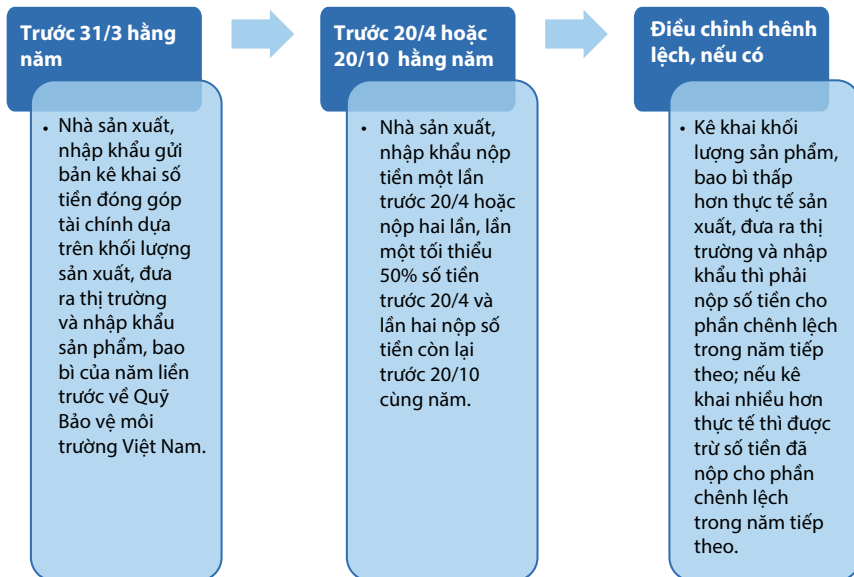 Trước 31/3 hằng
năm
• Nhà sản xuất,
nhập khẩu gửi
bản kê khai số
tiền đóng góp
tài chính dựa
trên khối lượng
sản xuất, đưa
ra thị trường
và nhập khẩu
sản phẩm, bao
bì của năm liền
trước về Quỹ
Bảo vệ môi
trường Việt Nam.
Trước 20/4 hoặc
20/10 hằng năm
• Nhà sản xuất,
nhập khẩu nộp
tiền một lần
trước 20/4 hoặc
nộp hai lần, lần
một tối thiểu
50% số tiền
trước 20/4 và
lần hai nộp số
tiền còn lại
trước 20/10
cùng năm.
Điều chỉnh chênh
lệch, nếu có
• Kê khai khối
lượng sản phẩm,
bao bì thấp
hơn thực tế sản
xuất, đưa ra thị
trường và nhập
khẩu thì phải
nộp số tiền cho
phần chênh lệch
trong năm tiếp
theo; nếu kê
khai nhiều hơn
thực tế thì được
trừ số tiền đã
nộp cho phần
chênh lệch
trong năm tiếp
theo.